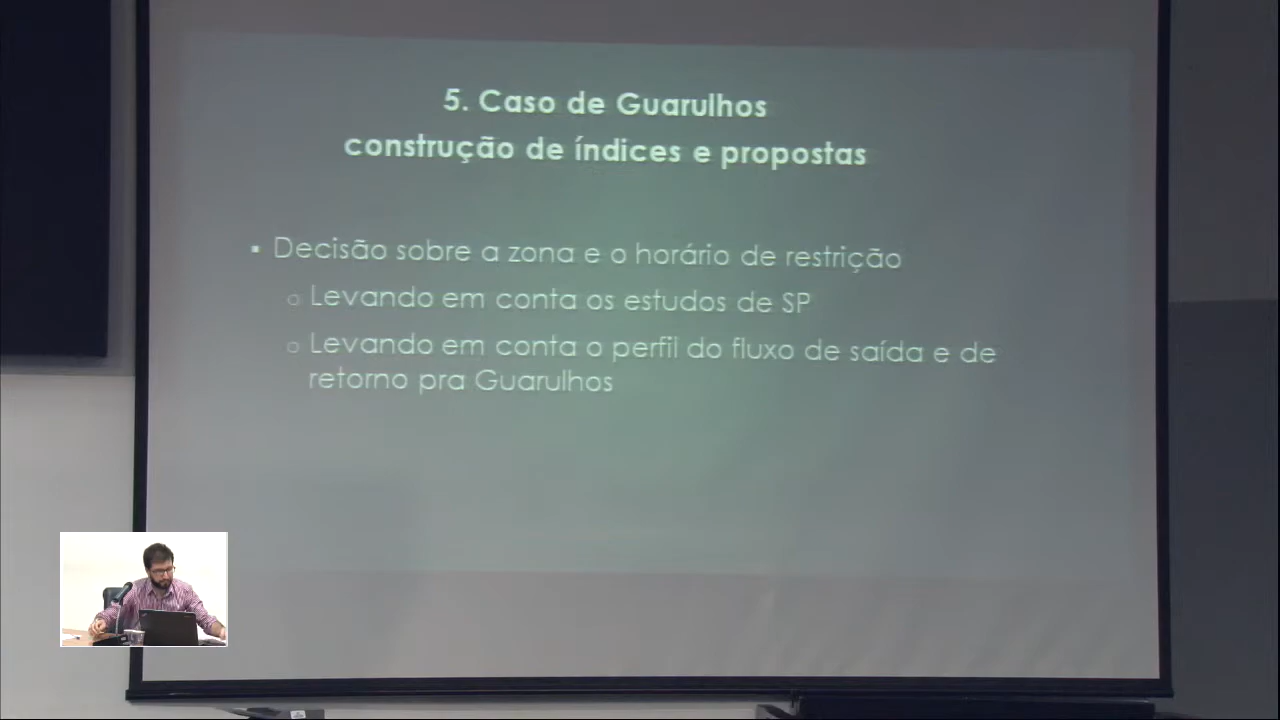 5. Caso de Guarulhos
construção de índices e propostas
▪ Decisão sobre a zona e o horário de restrição
o Levando em conta os estudos de SP
o Levando em conta o perfil do fluxo de saída e de
retorno pra Guarulhos